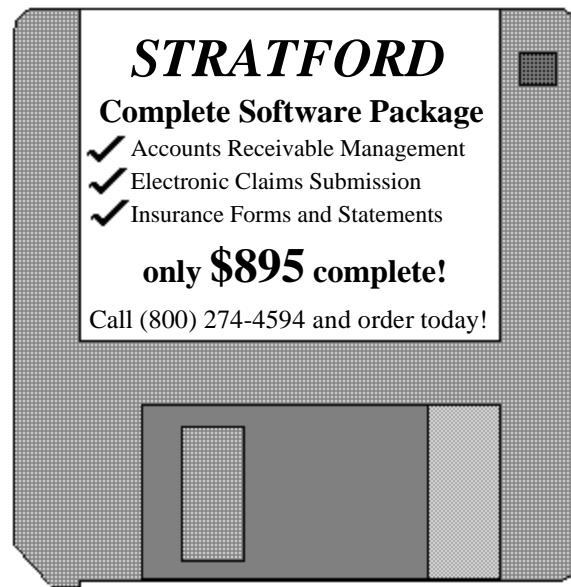 STRATFORD
Complete Software Package
Accounts Receivable Management
Electronic Claims Submission
Insurance Forms and Statements
only $895 complete!
Call (800) 274-4594 and order today!